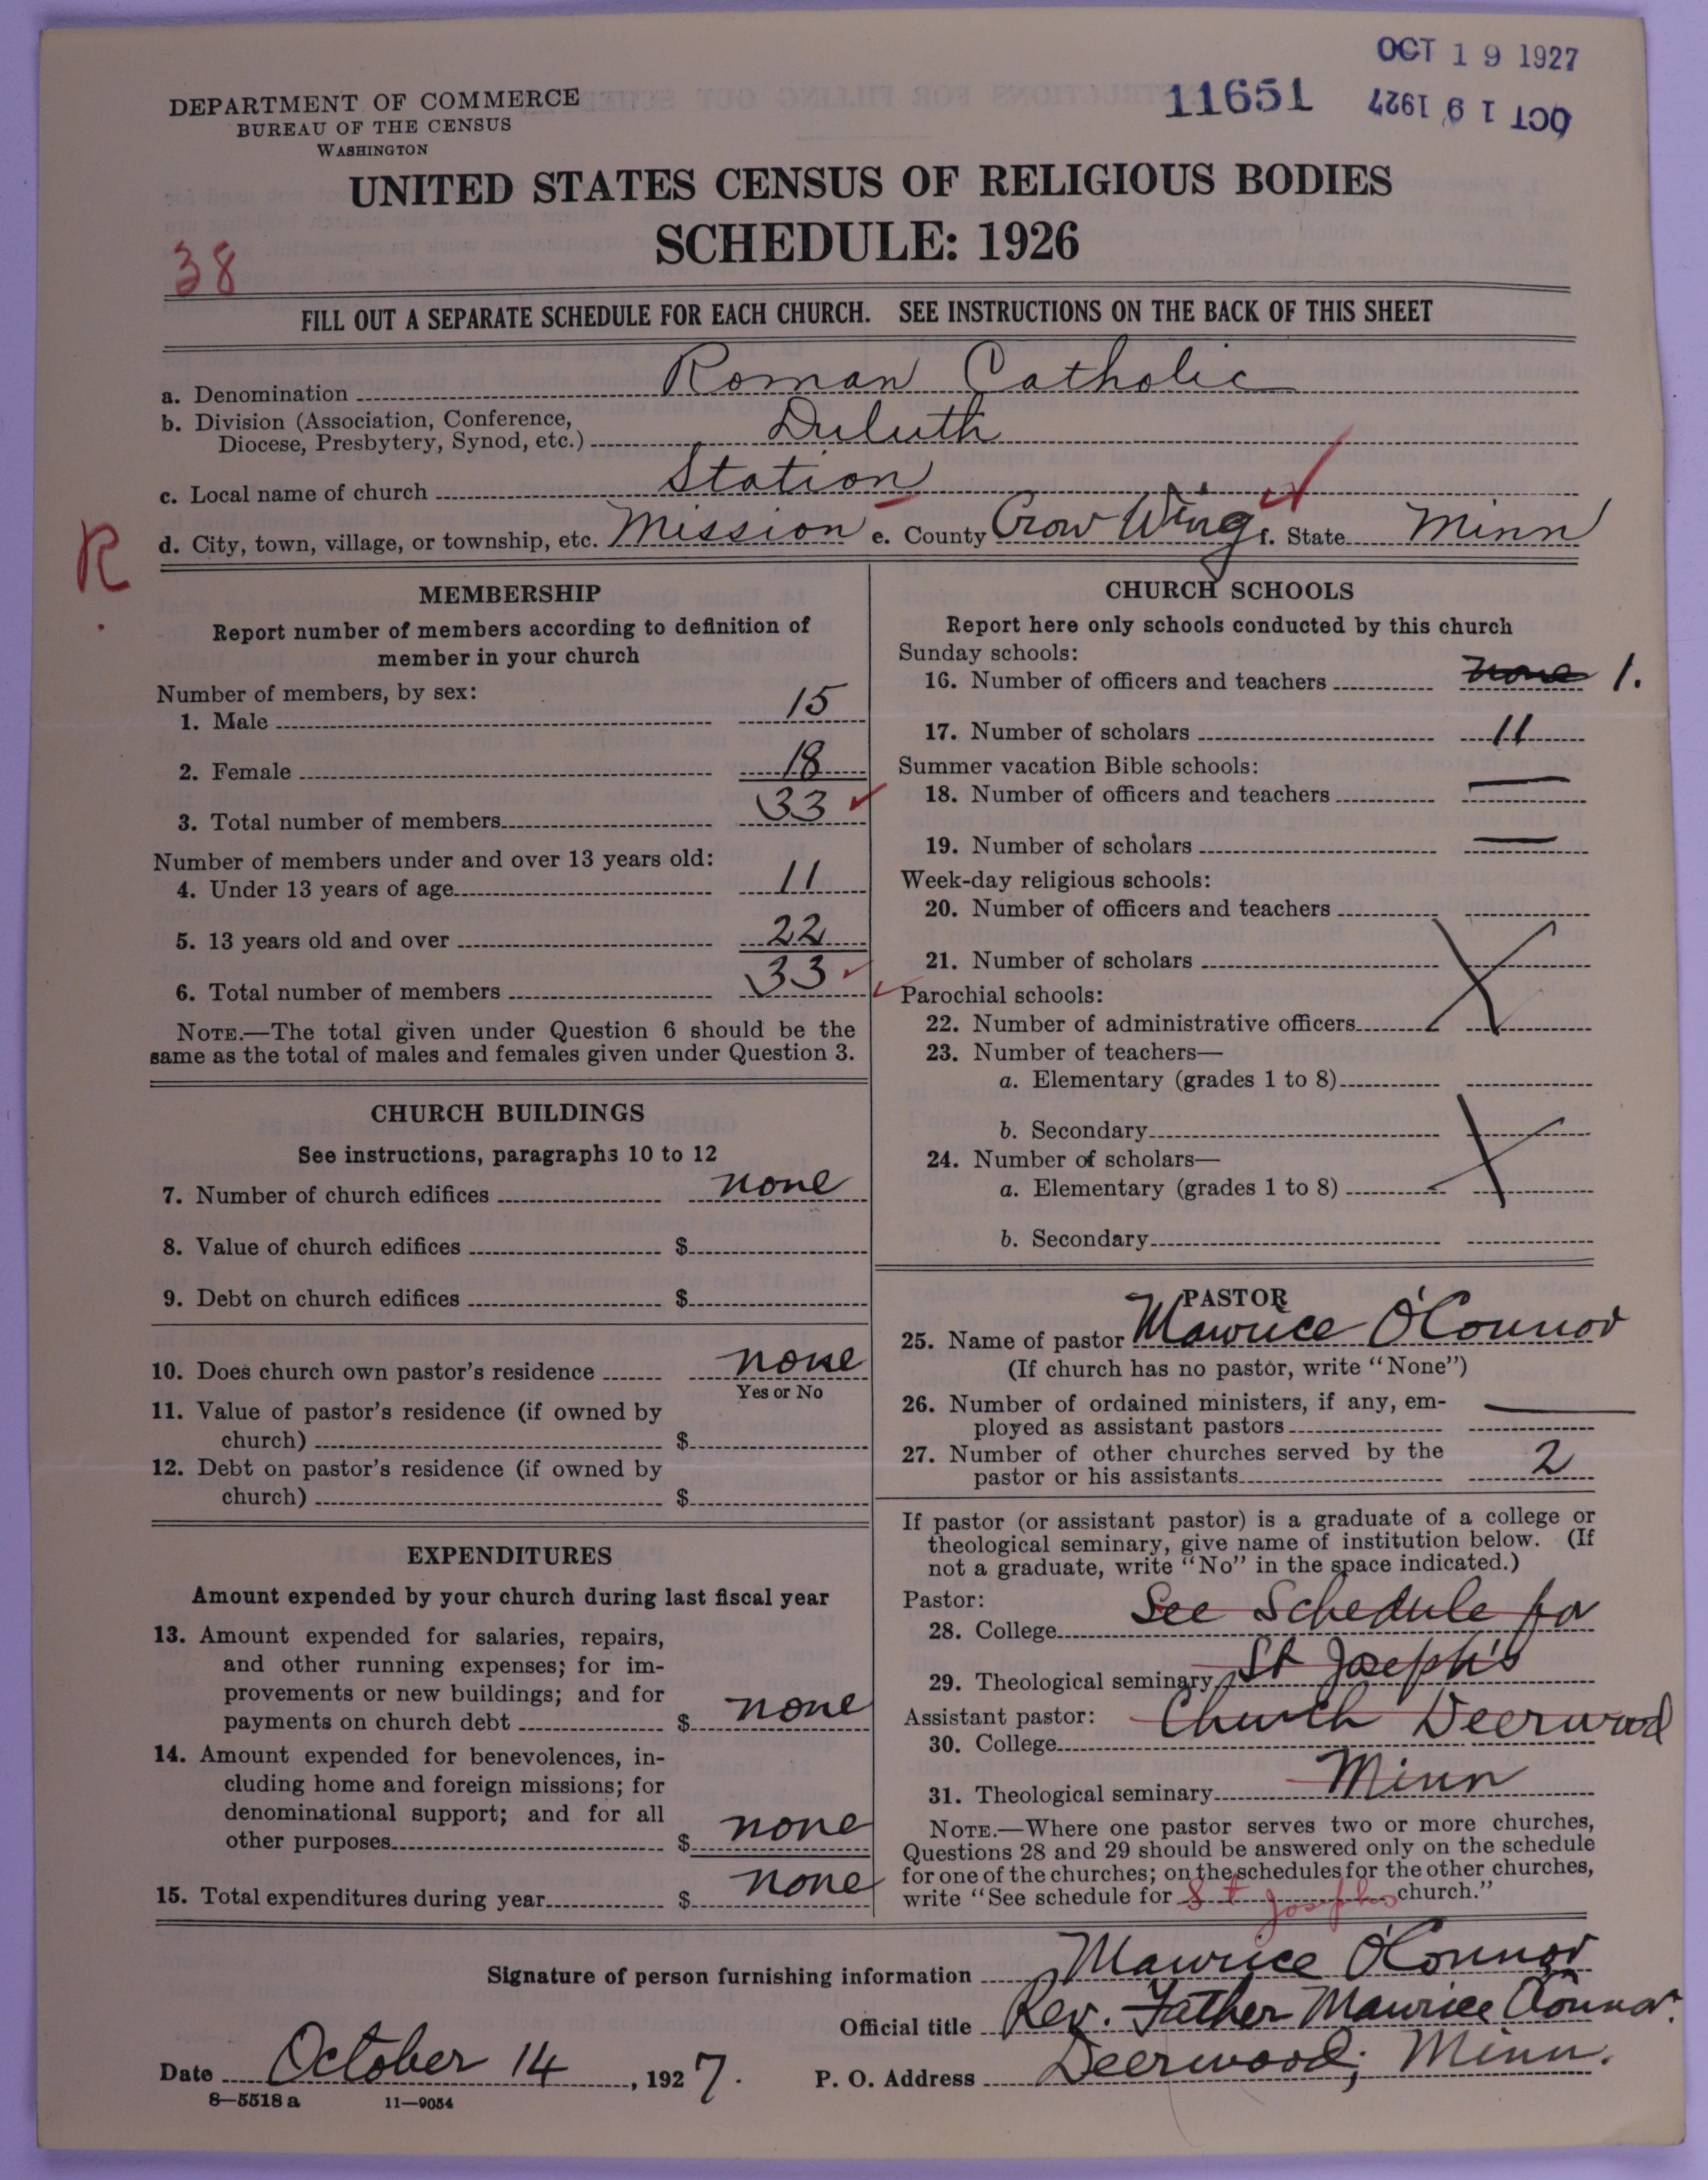 OCT 19 1927
11651
OCT 19 1927
DEPARTMENT OF COMMERCE
BUREAU OF THE CENSUS
WASHINGTON
UNITED STATES CENSUS OF RELIGIOUS BODIES
SCHEDULE: 1926
38
FILL OUT A SEPARATE SCHEDULE FOR EACH CHURCH. SEE INSTRUCTIONS ON THE BACK OF THIS SHEET
a. Denomination Roman Catholic
b. Division (Association, Conference,
Diocese, Presbytery, Synod, etc.) Duluth
c. Local name of church Station
d. City, town, village, or township, etc. Mission e. County Crow Wing f. State Minn
R
MEMBERSHIP
Report number of members according to definition of
member in your church
Number of members, by sex:
1. Male 15
2. Female 18
3. Total number of members 33
Number of members under and over 13 years old:
4. Under 13 years of age 11
5. 13 years old and over 22
6. Total number of members 33
NOTE.—The total given under Question 6 should be the
same as the total of males and females given under Question 3.
CHURCH BUILDINGS
See instructions, paragraphs 10 to 12
7. Number of church edifices none
8. Value of church edifices $
9. Debt on church edifices $
10. Does church own pastor's residence none
Yes or No
11. Value of pastor's residence (if owned by
church) $
12. Debt on pastor's residence (if owned by
church) $
EXPENDITURES
Amount expended by your church during last fiscal year
13. Amount expended for salaries, repairs,
and other running expenses; for im-
provements or new buildings; and for
payments on church debt $ none
14. Amount expended for benevolences, in-
cluding home and foreign missions; for
denominational support; and for all
other purposes $ none
15. Total expenditures during year $ none
CHURCH SCHOOLS
Report here only schools conducted by this church
Sunday schools:
16. Number of officers and teachers none 1.
17. Number of scholars 11
Summer vacation Bible schools:
18. Number of officers and teachers —
19. Number of scholars —
Week-day religious schools:
20. Number of officers and teachers
21. Number of scholars
Parochial schools:
22. Number of administrative officers
23. Number of teachers—
a. Elementary (grades 1 to 8)
b. Secondary
24. Number of scholars—
a. Elementary (grades 1 to 8)
b. Secondary
PASTOR
25. Name of pastor Maurice O'Connor
(If church has no pastor, write "None")
26. Number of ordained ministers, if any, em-
ployed as assistant pastors —
27. Number of other churches served by the
pastor or his assistants 2
If pastor (or assistant pastor) is a graduate of a college or
theological seminary, give name of institution below. (If
not a graduate, write "No" in the space indicated.)
Pastor:
28. College See Schedule for
29. Theological seminary St Joseph's
Assistant pastor:
30. College Church Deerwood
31. Theological seminary Minn
NOTE.—Where one pastor serves two or more churches,
Questions 28 and 29 should be answered only on the schedule
for one of the churches; on the schedules for the other churches,
write "See schedule for St Josephs church."
Signature of person furnishing information Maurice O'Connor
Official title Rev. Father Maurice Oconnor.
Date October 14, 1927. P. O. Address Deerwood; Minn.
8—5518 a 11—9054